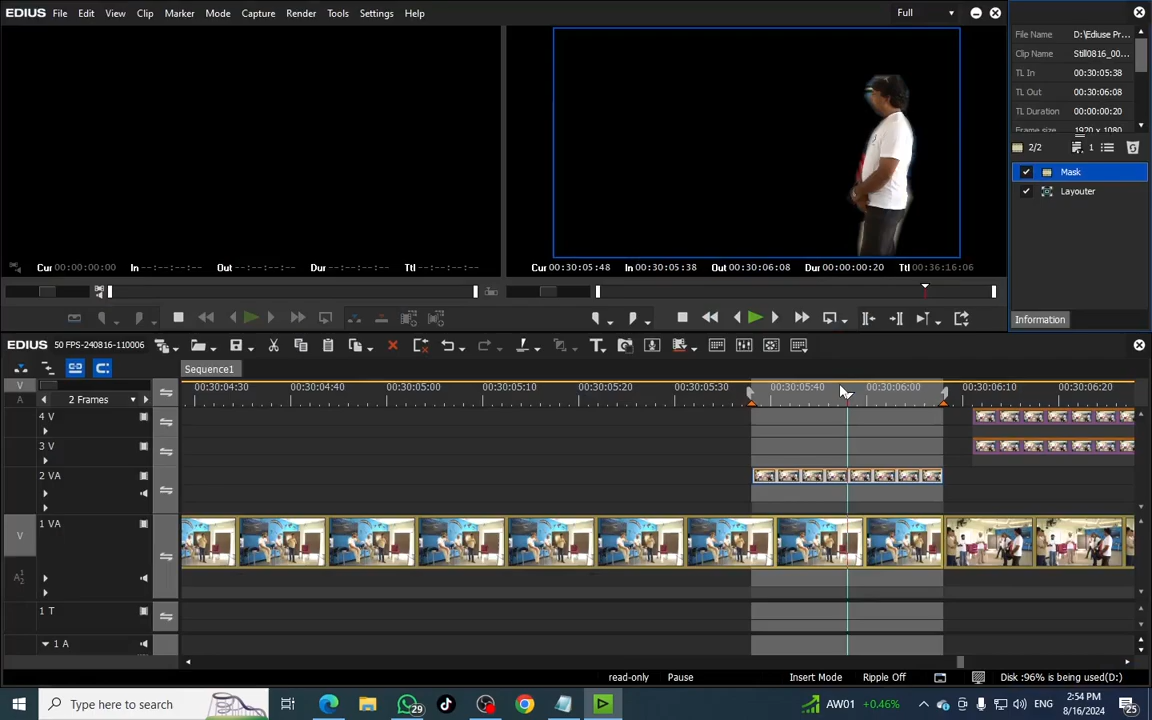 EDIUS File Edit View Clip Marker Mode Capture Render Tools Settings Help
Full
File Name D:\Ediuse Pr...
Clip Name Still0816_00...
TL In 00:30:05:38
TL Out 00:30:06:08
TL Duration 00:00:00:20
Frame size 1920 x 1080
2/2 1
Mask
Layouter
Cur 00:00:00:00 In --:--:--:-- Out --:--:--:-- Dur --:--:--:-- Ttl --:--:--:--
Cur 00:30:05:48 In 00:30:05:38 Out 00:30:06:08 Dur 00:00:00:20 Ttl 00:36:16:06
Information
EDIUS 50 FPS-240816-110006
Sequence1
V
A
2 Frames
00:30:04:30 00:30:04:40 00:30:05:00 00:30:05:10 00:30:05:20 00:30:05:30 00:30:05:40 00:30:06:00 00:30:06:10 00:30:06:20
4 V
3 V
2 VA
1 VA
V
A1 2
1 T
1 A
read-only Pause Insert Mode Ripple Off Disk :96% is being used(D:)
Type here to search
29
AW01 +0.46%
ENG
2:54 PM
8/16/2024
25